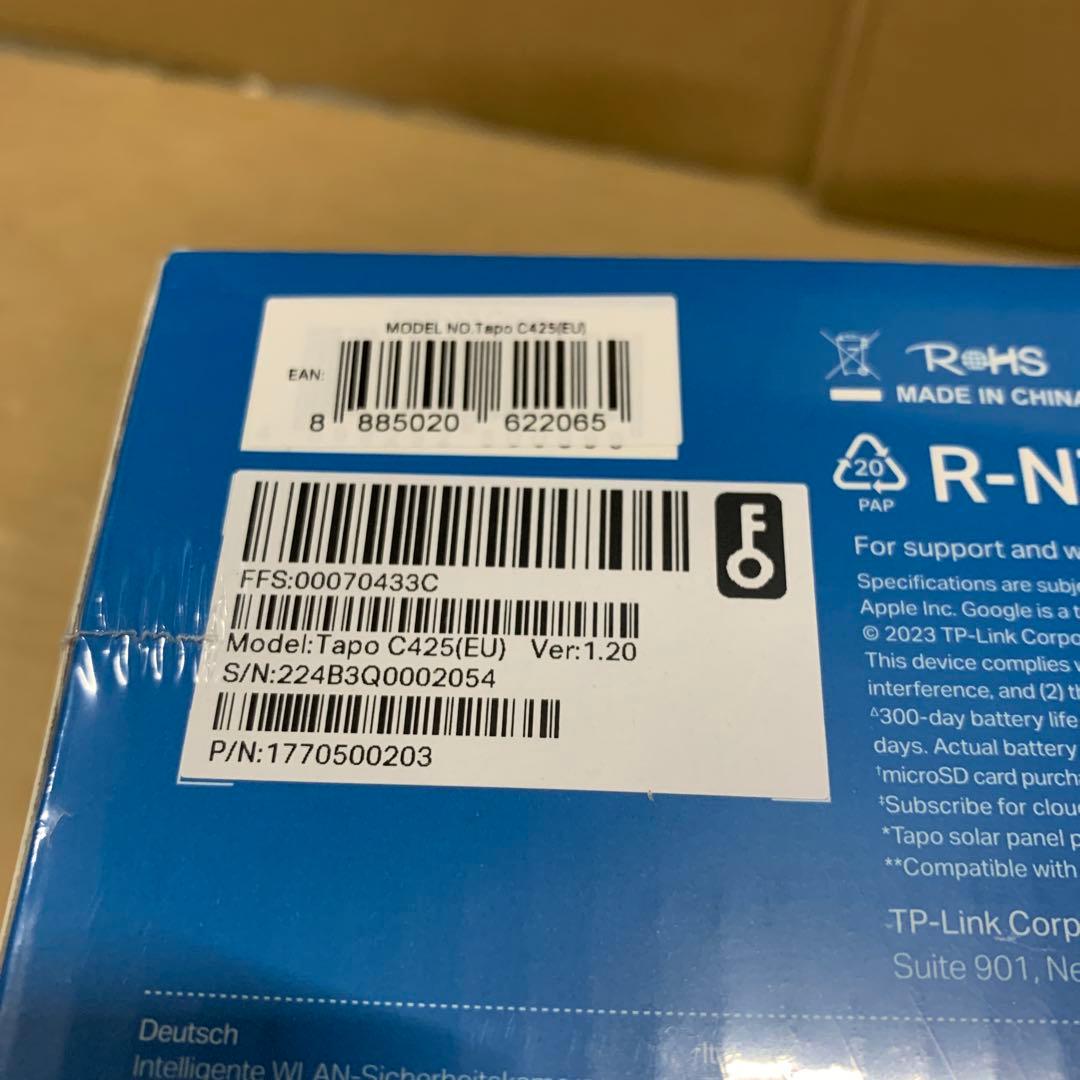 MODEL NO.Tapo C425(EU)
EAN:
8 885020 622065
FFS:00070433C
Model:Tapo C425(EU) Ver:1.20
S/N:224B3Q0002054
P/N:1770500203
RoHS
MADE IN CHINA
20
PAP
R-N
For support and
Specifications are
Apple Inc. Google is a
© 2023 TP-Link
This device complies
interference, and (2)
Δ300-day battery life
days. Actual battery
†microSD card
‡Subscribe for
*Tapo solar panel
**Compatible with
TP-Link
Suite 901,
Deutsch
Intelligente